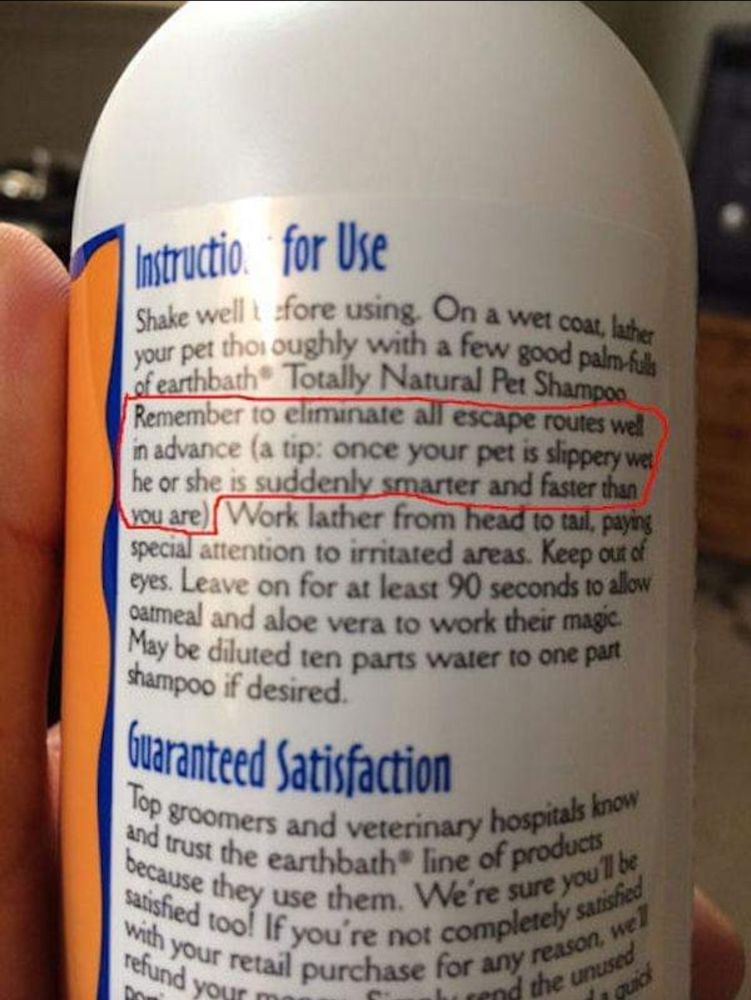 Instructio for Use
Shake well before using. On a wet coat, lather
your pet thoroughly with a few good palm-fulls
of earthbath® Totally Natural Pet Shampoo.
Remember to eliminate all escape routes well
in advance (a tip: once your pet is slippery wet
he or she is suddenly smarter and faster than
you are). Work lather from head to tail, paying
special attention to irritated areas. Keep out of
eyes. Leave on for at least 90 seconds to allow
oatmeal and aloe vera to work their magic.
May be diluted ten parts water to one part
shampoo if desired.
Guaranteed Satisfaction
Top groomers and veterinary hospitals know
and trust the earthbath® line of products
because they use them. We're sure you'll be
satisfied too! If you're not completely satisfied
with your retail purchase for any reason, we'll
refund your money. Simply send the unused
a quick